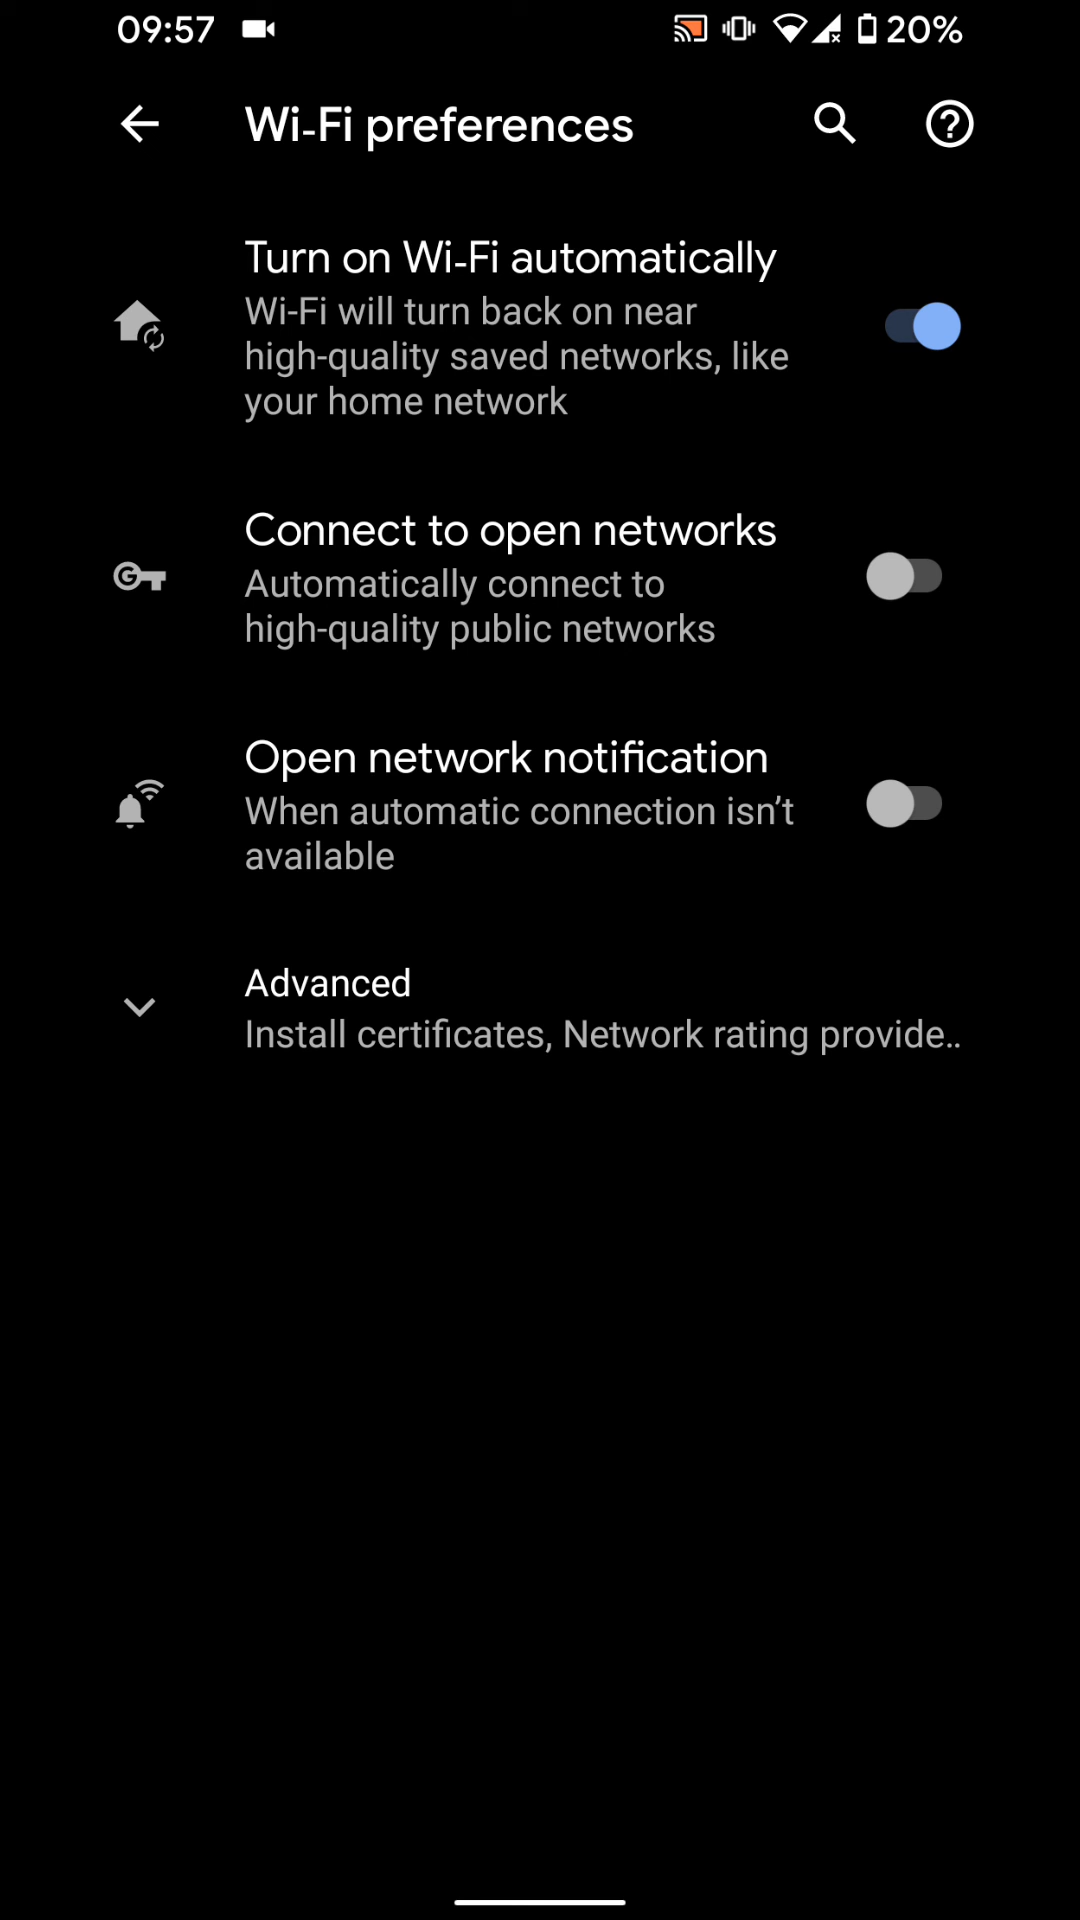 09:57 20%
Wi-Fi preferences
Turn on Wi-Fi automatically
Wi-Fi will turn back on near
high-quality saved networks, like
your home network
Connect to open networks
Automatically connect to
high-quality public networks
Open network notification
When automatic connection isn’t
available
Advanced
Install certificates, Network rating provide..